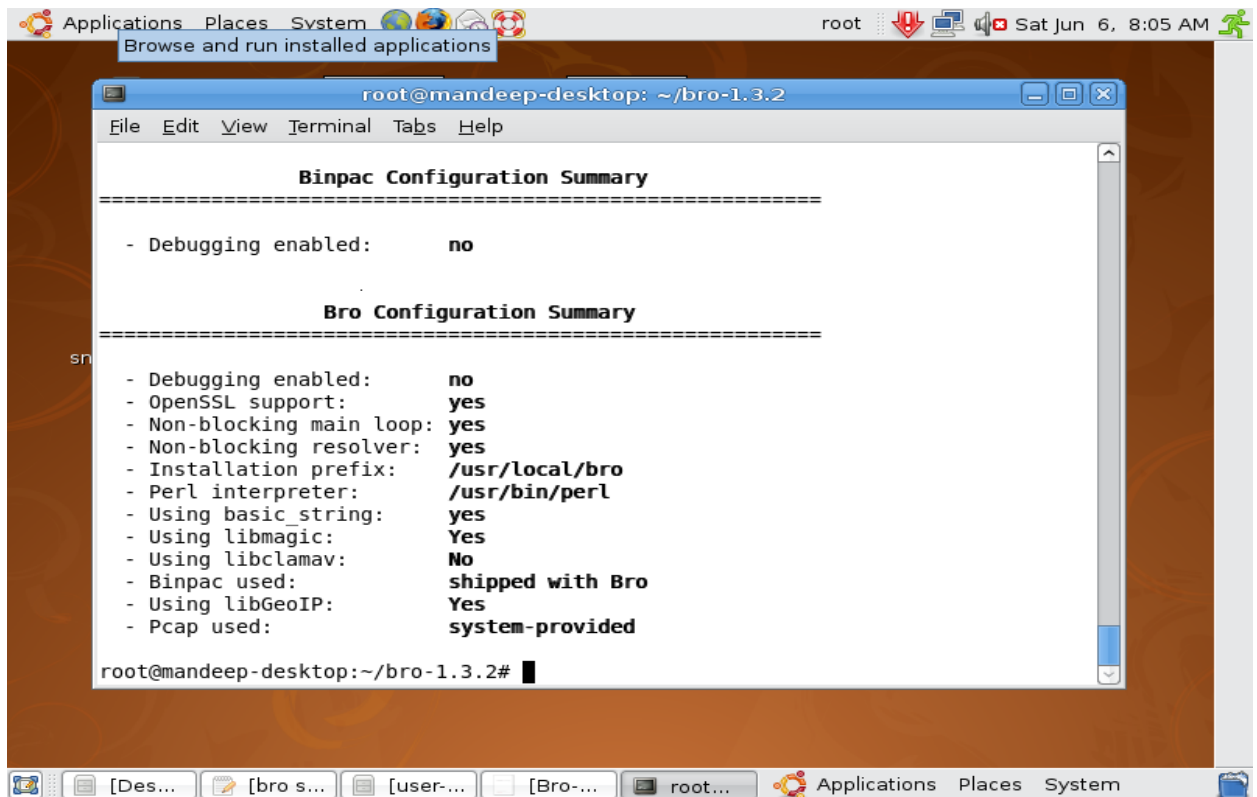 Applications Places System root Sat Jun 6, 8:05 AM
Browse and run installed applications
root@mandeep-desktop: ~/bro-1.3.2
File Edit View Terminal Tabs Help
Binpac Configuration Summary
==========================================================
- Debugging enabled: no
.
Bro Configuration Summary
==========================================================
sn
- Debugging enabled: no
- OpenSSL support: yes
- Non-blocking main loop: yes
- Non-blocking resolver: yes
- Installation prefix: /usr/local/bro
- Perl interpreter: /usr/bin/perl
- Using basic_string: yes
- Using libmagic: Yes
- Using libclamav: No
- Binpac used: shipped with Bro
- Using libGeoIP: Yes
- Pcap used: system-provided
root@mandeep-desktop:~/bro-1.3.2#
[Des... [bro s... [user-... [Bro-... root... Applications Places System